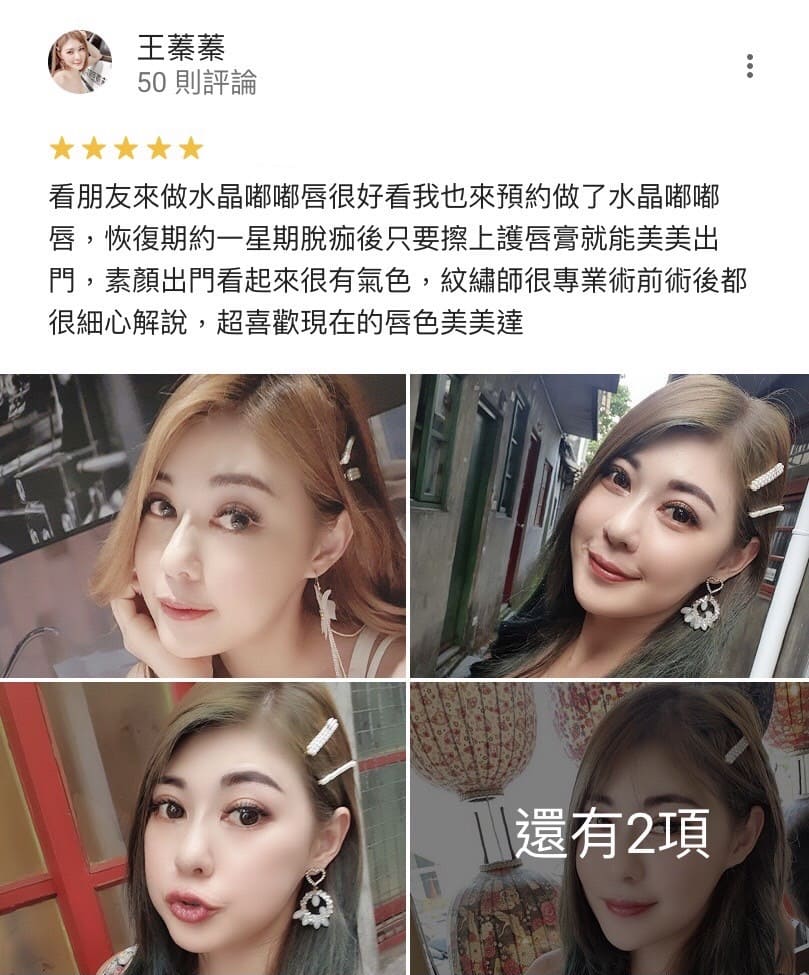 王蓁蓁
50 則評論
看朋友來做水晶嘟嘟唇很好看我也來預約做了水晶嘟嘟
唇，恢復期約一星期脫痂後只要擦上護唇膏就能美美出
門，素顏出門看起來很有氣色，紋繡師很專業術前術後都
很細心解說，超喜歡現在的唇色美美達
還有2項